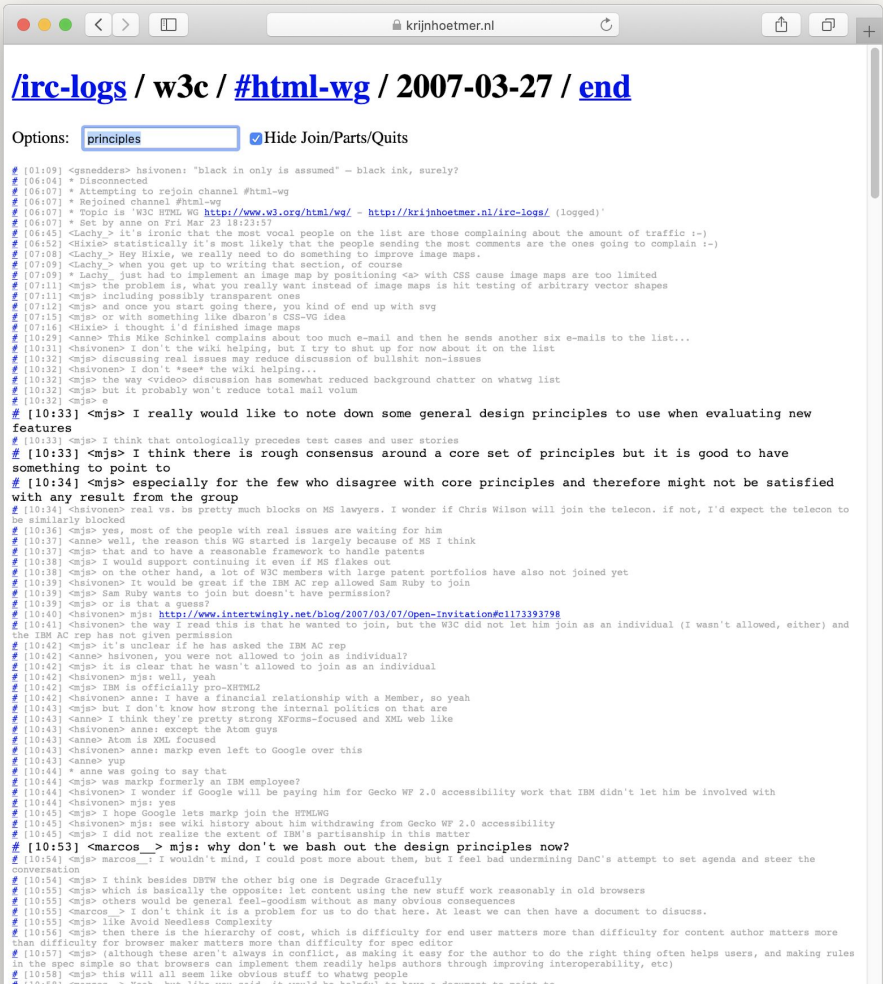 krijnhoetmer.nl
/irc-logs / w3c / #html-wg / 2007-03-27 / end
Options: principles Hide Join/Parts/Quits
# [01:09] <gsnedders> hsivonen: "black in only is assumed" — black ink, surely?
# [06:04] * Disconnected
# [06:07] * Attempting to rejoin channel #html-wg
# [06:07] * Rejoined channel #html-wg
# [06:07] * Topic is 'W3C HTML WG http://www.w3.org/html/wg/ - http://krijnhoetmer.nl/irc-logs/ (logged)'
# [06:07] * Set by anne on Fri Mar 23 18:23:57
# [06:45] <Lachy_> it's ironic that the most vocal people on the list are those complaining about the amount of traffic :-)
# [06:52] <Hixie> statistically it's most likely that the people sending the most comments are the ones going to complain :-)
# [07:08] <Lachy_> Hey Hixie, we really need to do something to improve image maps.
# [07:09] <Lachy_> when you get up to writing that section, of course
# [07:09] * Lachy_ just had to implement an image map by positioning <a> with CSS cause image maps are too limited
# [07:11] <mjs> the problem is, what you really want instead of image maps is hit testing of arbitrary vector shapes
# [07:11] <mjs> including possibly transparent ones
# [07:12] <mjs> and once you start going there, you kind of end up with svg
# [07:15] <mjs> or with something like dbaron's CSS-VG idea
# [07:16] <Hixie> i thought i'd finished image maps
# [10:29] <anne> This Mike Schinkel complains about too much e-mail and then he sends another six e-mails to the list...
# [10:31] <hsivonen> I don't the wiki helping, but I try to shut up for now about it on the list
# [10:32] <mjs> discussing real issues may reduce discussion of bullshit non-issues
# [10:32] <hsivonen> I don't *see* the wiki helping...
# [10:32] <mjs> the way <video> discussion has somewhat reduced background chatter on whatwg list
# [10:32] <mjs> but it probably won't reduce total mail volum
# [10:32] <mjs> e
# [10:33] <mjs> I really would like to note down some general design principles to use when evaluating new
features
# [10:33] <mjs> I think that ontologically precedes test cases and user stories
# [10:33] <mjs> I think there is rough consensus around a core set of principles but it is good to have
something to point to
# [10:34] <mjs> especially for the few who disagree with core principles and therefore might not be satisfied
with any result from the group
# [10:34] <hsivonen> real vs. bs pretty much blocks on MS lawyers. I wonder if Chris Wilson will join the telecon. if not, I'd expect the telecon to
be similarly blocked
# [10:36] <mjs> yes, most of the people with real issues are waiting for him
# [10:37] <anne> well, the reason this WG started is largely because of MS I think
# [10:37] <mjs> that and to have a reasonable framework to handle patents
# [10:38] <mjs> I would support continuing it even if MS flakes out
# [10:38] <mjs> on the other hand, a lot of W3C members with large patent portfolios have also not joined yet
# [10:39] <hsivonen> It would be great if the IBM AC rep allowed Sam Ruby to join
# [10:39] <mjs> Sam Ruby wants to join but doesn't have permission?
# [10:39] <mjs> or is that a guess?
# [10:40] <hsivonen> mjs: http://www.intertwingly.net/blog/2007/03/07/Open-Invitation#c1173393798
# [10:41] <hsivonen> the way I read this is that he wanted to join, but the W3C did not let him join as an individual (I wasn't allowed, either) and
the IBM AC rep has not given permission
# [10:42] <mjs> it's unclear if he has asked the IBM AC rep
# [10:42] <anne> hsivonen, you were not allowed to join as individual?
# [10:42] <mjs> it is clear that he wasn't allowed to join as an individual
# [10:42] <hsivonen> mjs: well, yeah
# [10:42] <mjs> IBM is officially pro-XHTML2
# [10:42] <hsivonen> anne: I have a financial relationship with a Member, so yeah
# [10:43] <mjs> but I don't know how strong the internal politics on that are
# [10:43] <anne> I think they're pretty strong XForms-focused and XML web like
# [10:43] <hsivonen> anne: except the Atom guys
# [10:43] <anne> Atom is XML focused
# [10:43] <hsivonen> anne: markp even left to Google over this
# [10:43] <anne> yup
# [10:44] * anne was going to say that
# [10:44] <mjs> was markp formerly an IBM employee?
# [10:44] <hsivonen> I wonder if Google will be paying him for Gecko WF 2.0 accessibility work that IBM didn't let him be involved with
# [10:44] <hsivonen> mjs: yes
# [10:45] <mjs> I hope Google lets markp join the HTMLWG
# [10:45] <hsivonen> mjs: see wiki history about him withdrawing from Gecko WF 2.0 accessibility
# [10:45] <mjs> I did not realize the extent of IBM's partisanship in this matter
# [10:53] <marcos__> mjs: why don't we bash out the design principles now?
# [10:54] <mjs> marcos__: I wouldn't mind, I could post more about them, but I feel bad undermining DanC's attempt to set agenda and steer the
conversation
# [10:54] <mjs> I think besides DBTW the other big one is Degrade Gracefully
# [10:55] <mjs> which is basically the opposite: let content using the new stuff work reasonably in old browsers
# [10:55] <mjs> others would be general feel-goodism without as many obvious consequences
# [10:55] <marcos__> I don't think it is a problem for us to do that here. At least we can then have a document to disucss.
# [10:55] <mjs> like Avoid Needless Complexity
# [10:56] <mjs> then there is the hierarchy of cost, which is difficulty for end user matters more than difficulty for content author matters more
than difficulty for browser maker matters more than difficulty for spec editor
# [10:57] <mjs> (although these aren't always in conflict, as making it easy for the author to do the right thing often helps users, and making rules
in the spec simple so that browsers can implement them readily helps authors through improving interoperability, etc)
# [10:58] <mjs> this will all seem like obvious stuff to whatwg people